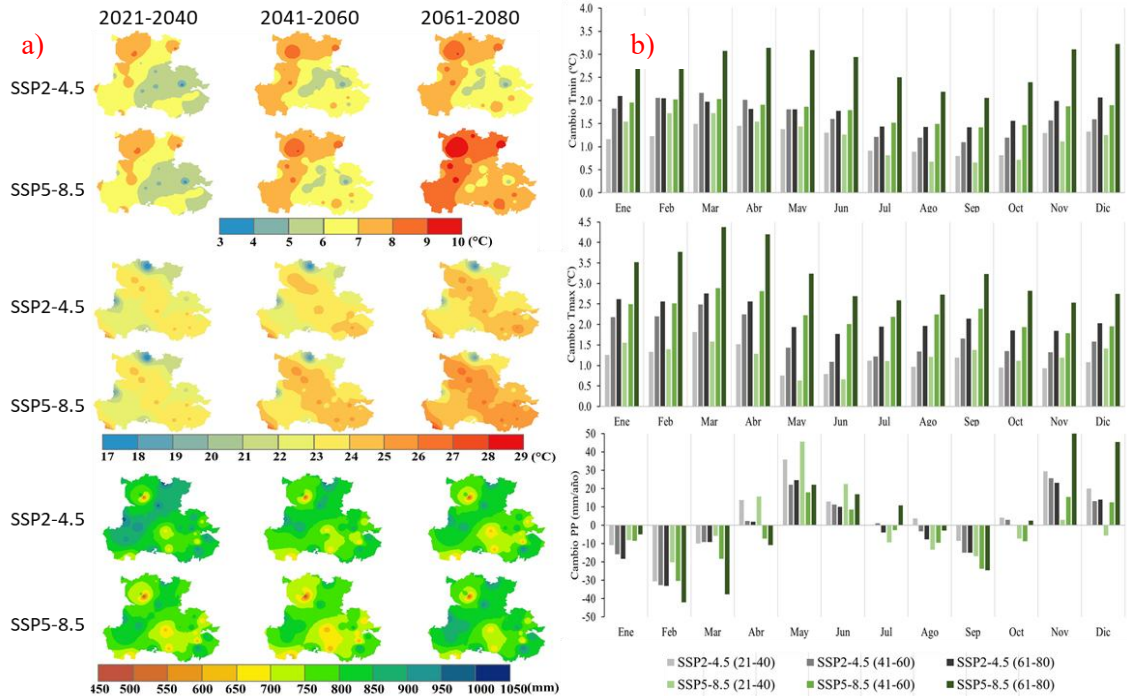 a)
2021-2040 2041-2060 2061-2080
SSP2-4.5
SSP5-8.5
3 4 5 6 7 8 9 10 (°C)
SSP2-4.5
SSP5-8.5
17 18 19 20 21 22 23 24 25 26 27 28 29 (°C)
SSP2-4.5
SSP5-8.5
450 500 550 600 650 700 750 800 850 900 950 1000 1050(mm)
b)
Cambio Tmin (°C)
4.0
3.5
3.0
2.5
2.0
1.5
1.0
0.5
0.0
Ene Feb Mar Abr May Jun Jul Ago Sep Oct Nov Dic
Cambio Tmax (°C)
4.5
4.0
3.5
3.0
2.5
2.0
1.5
1.0
0.5
0.0
Ene Feb Mar Abr May Jun Jul Ago Sep Oct Nov Dic
Cambio PP (mm/año)
50
40
30
20
10
0
-10
-20
-30
-40
-50
Ene Feb Mar Abr May Jun Jul Ago Sep Oct Nov Dic
SSP2-4.5 (21-40) SSP2-4.5 (41-60) SSP2-4.5 (61-80)
SSP5-8.5 (21-40) SSP5-8.5 (41-60) SSP5-8.5 (61-80)